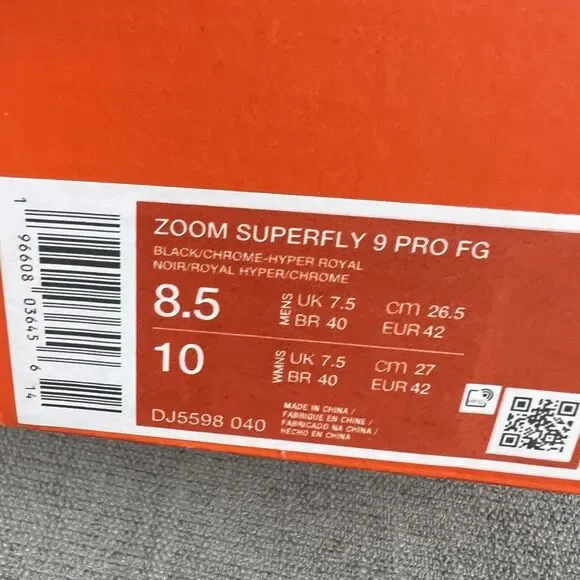 ZOOM SUPERFLY 9 PRO FG
BLACK/CHROME-HYPER ROYAL
NOIR/ROYAL HYPER/CHROME
8.5 MENS UK 7.5 cm 26.5
BR 40 EUR 42
10 WMNS UK 7.5 cm 27
BR 40 EUR 42
DJ5598 040
MADE IN CHINA /
FABRIQUE EN CHINE /
FABRICADO NA CHINA /
HECHO EN CHINA
1 96608 03645 6 14